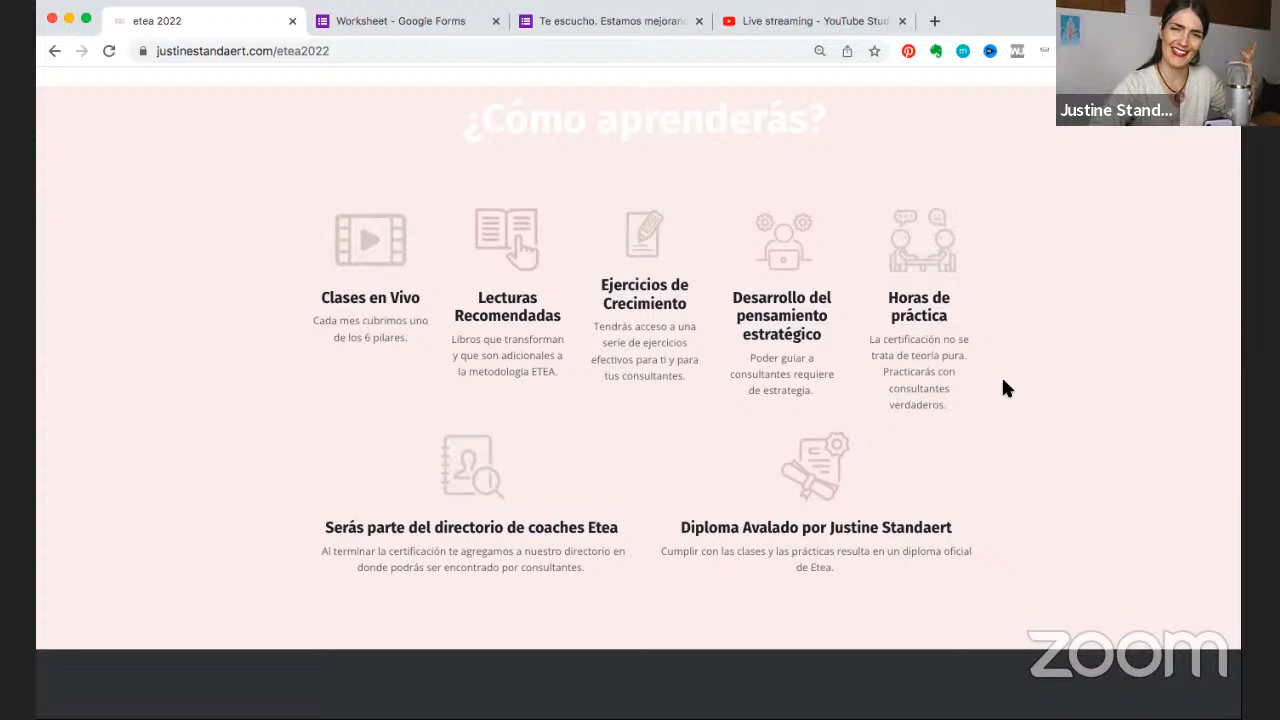 etea 2022
Worksheet - Google Forms
Te escucho. Estamos mejoran
Live streaming - YouTube Stud
justinestandaert.com/etea2022
Justine Stand...
¿Cómo aprenderás?
Clases en Vivo
Cada mes cubrimos uno
de los 6 pilares.
Lecturas
Recomendadas
Libros que transforman
y que son adicionales a
la metodologia ETEA.
Ejercicios de
Crecimiento
Tendrás acceso a una
serie de ejercicios
efectivos para ti y para
tus consultantes.
Desarrollo del
pensamiento
estratégico
Poder guiar a
consultantes requiere
de estrategia.
Horas de
práctica
La certificación no se
trata de teoría pura.
Practicarás con
consultantes
verdaderos.
Serás parte del directorio de coaches Etea
Al terminar la certificación te agregamos a nuestro directorio en
donde podrás ser encontrado por consultantes.
Diploma Avalado por Justine Standaert
Cumplir con las clases y las prácticas resulta en un diploma oficial
de Etea.
zoom